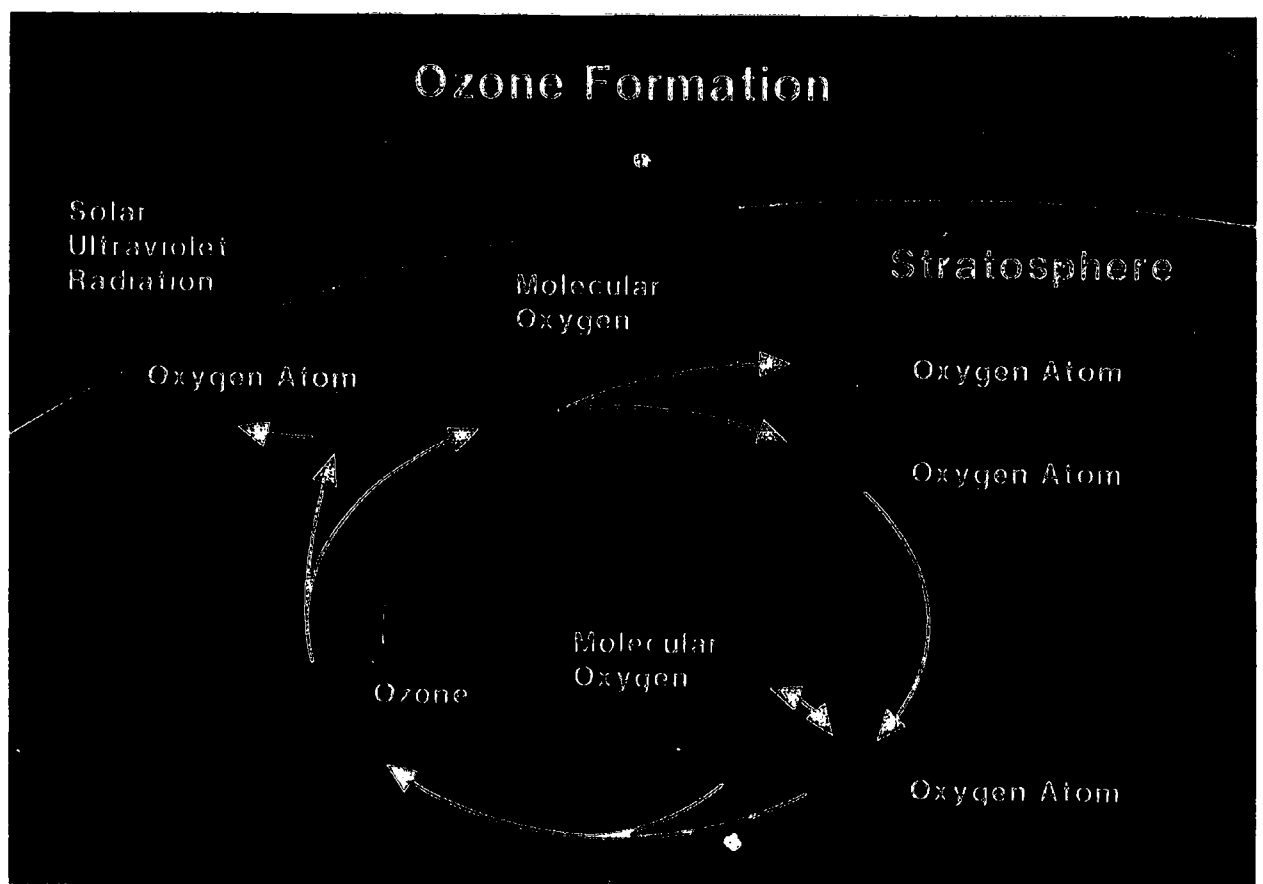 Ozone Formation
Solar
Ultraviolet
Radiation
Stratosphere
Molecular
Oxygen
Oxygen Atom
Oxygen Atom
Oxygen Atom
Molecular
Oxygen
Ozone
Oxygen Atom